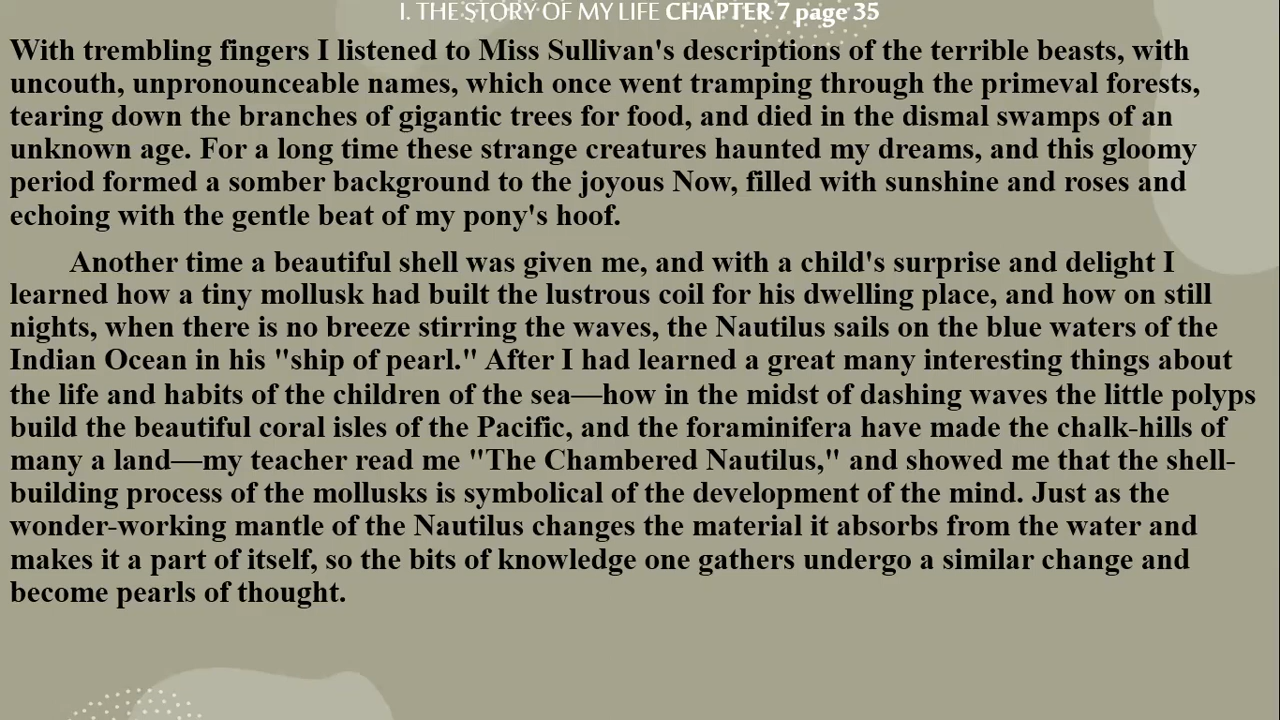 I. THE STORY OF MY LIFE CHAPTER 7 page 35
With trembling fingers I listened to Miss Sullivan's descriptions of the terrible beasts, with
uncouth, unpronounceable names, which once went tramping through the primeval forests,
tearing down the branches of gigantic trees for food, and died in the dismal swamps of an
unknown age. For a long time these strange creatures haunted my dreams, and this gloomy
period formed a somber background to the joyous Now, filled with sunshine and roses and
echoing with the gentle beat of my pony's hoof.
Another time a beautiful shell was given me, and with a child's surprise and delight I
learned how a tiny mollusk had built the lustrous coil for his dwelling place, and how on still
nights, when there is no breeze stirring the waves, the Nautilus sails on the blue waters of the
Indian Ocean in his "ship of pearl." After I had learned a great many interesting things about
the life and habits of the children of the sea—how in the midst of dashing waves the little polyps
build the beautiful coral isles of the Pacific, and the foraminifera have made the chalk-hills of
many a land—my teacher read me "The Chambered Nautilus," and showed me that the shell-
building process of the mollusks is symbolical of the development of the mind. Just as the
wonder-working mantle of the Nautilus changes the material it absorbs from the water and
makes it a part of itself, so the bits of knowledge one gathers undergo a similar change and
become pearls of thought.